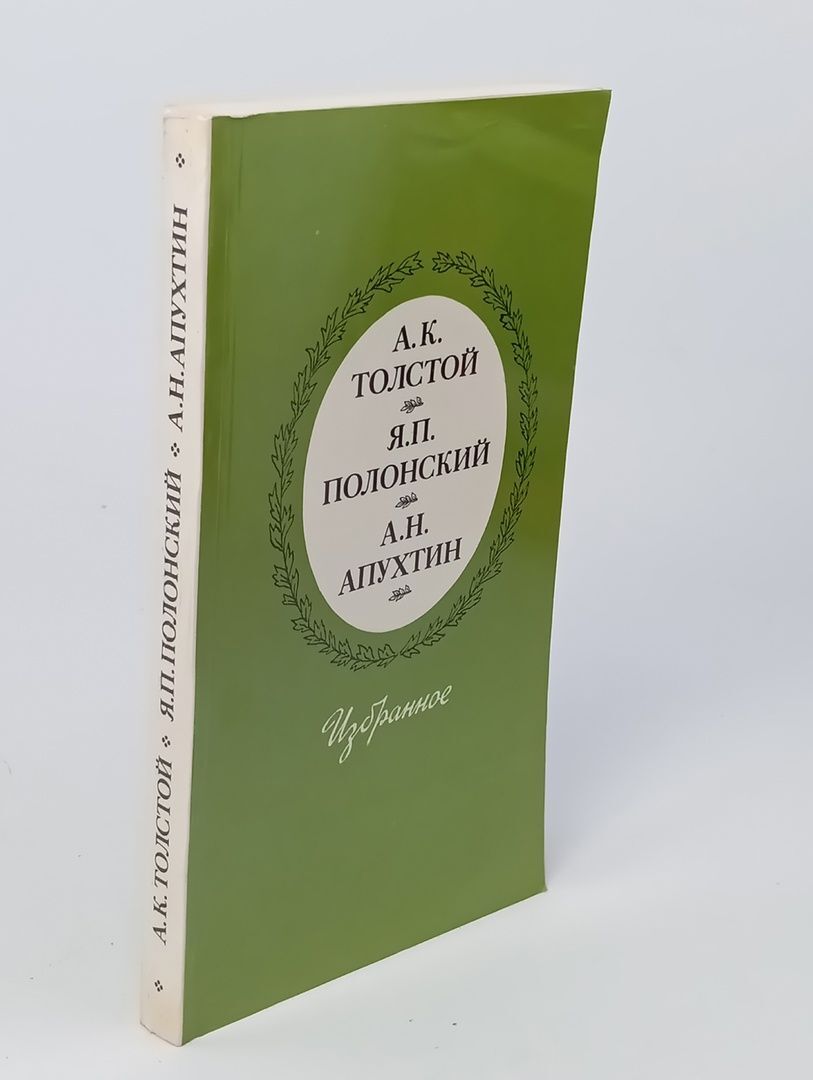 А.К.
ТОЛСТОЙ
Я.П.
ПОЛОНСКИЙ
А.Н.
АПУХТИН
Избранное
А.К.ТОЛСТОЙ Я.П.ПОЛОНСКИЙ А.Н.АПУХТИН